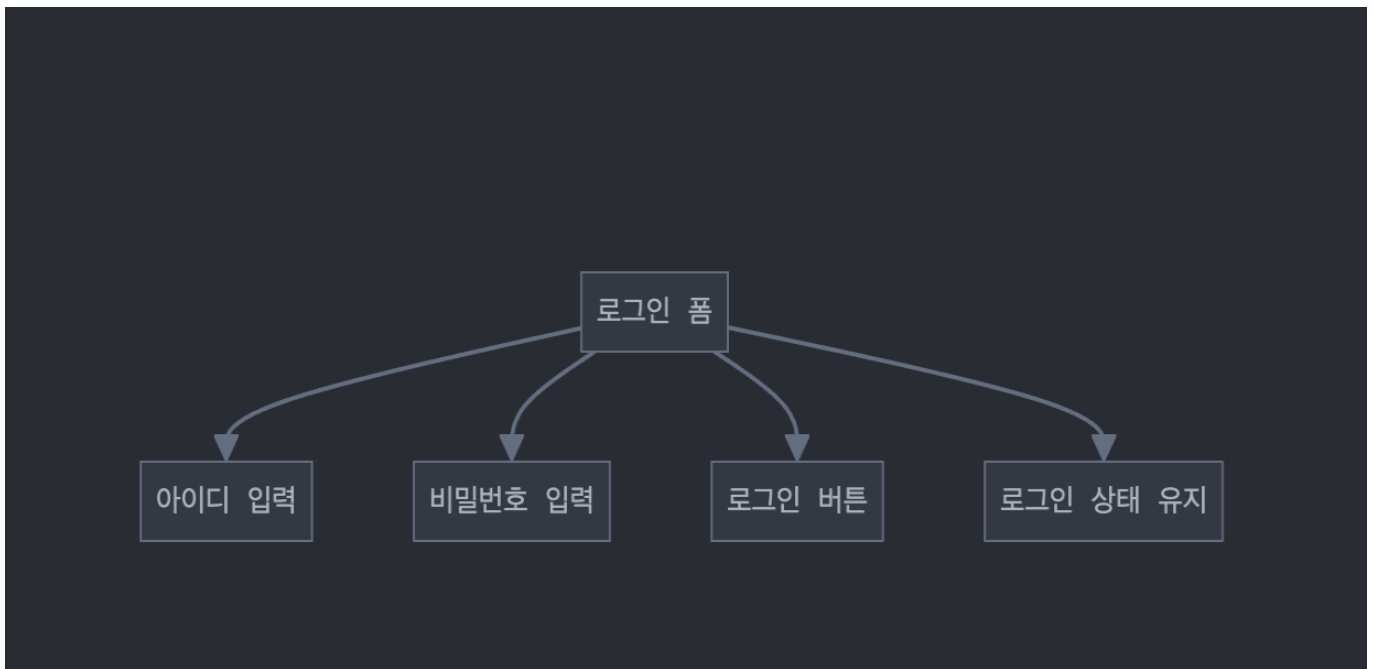 로그인 폼
아이디 입력
비밀번호 입력
로그인 버튼
로그인 상태 유지